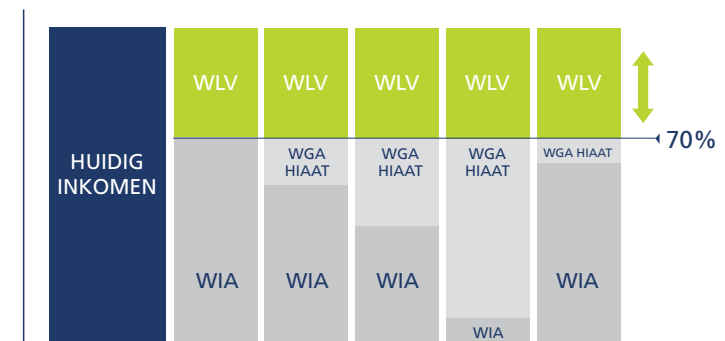 WLV WLV WLV WLV WLV
70%
HUIDIG
INKOMEN
WGA
HIAAT
WGA
HIAAT
WGA
HIAAT
WGA HIAAT
WIA WIA WIA WIA
WIA